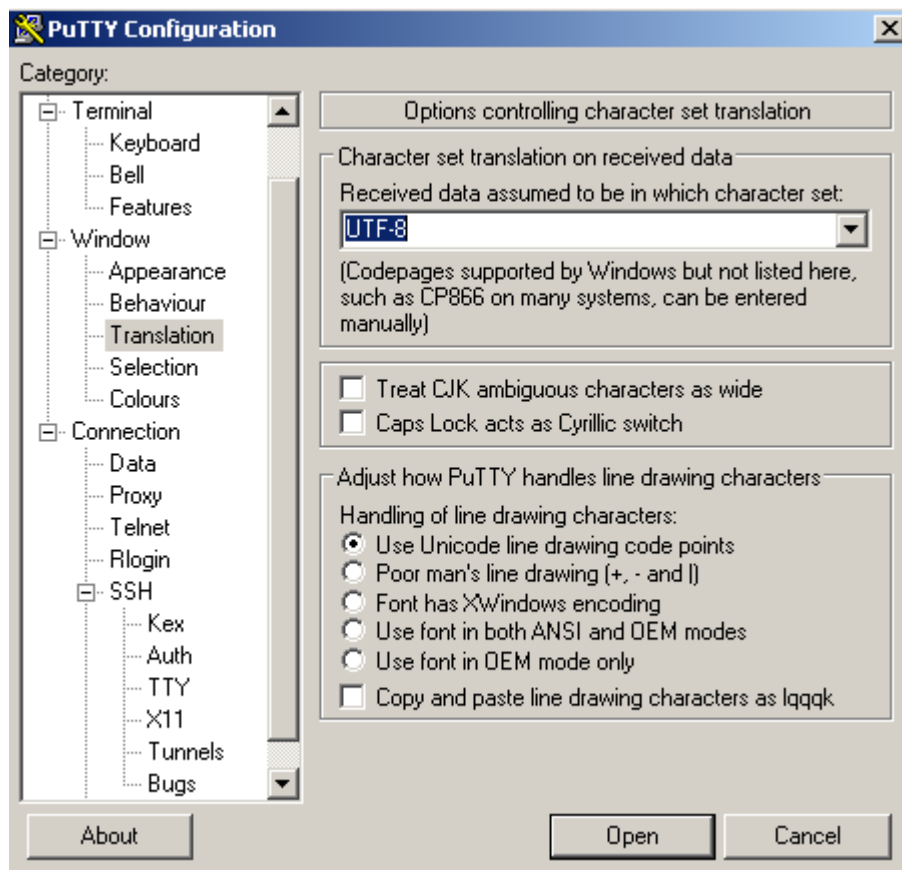 PuTTY Configuration
Category:
Terminal
Keyboard
Bell
Features
Window
Appearance
Behaviour
Translation
Selection
Colours
Connection
Data
Proxy
Telnet
Rlogin
SSH
Kex
Auth
TTY
X11
Tunnels
Bugs
Options controlling character set translation
Character set translation on received data
Received data assumed to be in which character set:
UTF-8
(Codepages supported by Windows but not listed here,
such as CP866 on many systems, can be entered
manually)
Treat CJK ambiguous characters as wide
Caps Lock acts as Cyrillic switch
Adjust how PuTTY handles line drawing characters
Handling of line drawing characters:
Use Unicode line drawing code points
Poor man's line drawing (+, - and |)
Font has XWindows encoding
Use font in both ANSI and OEM modes
Use font in OEM mode only
Copy and paste line drawing characters as lqqqk
About
Open
Cancel